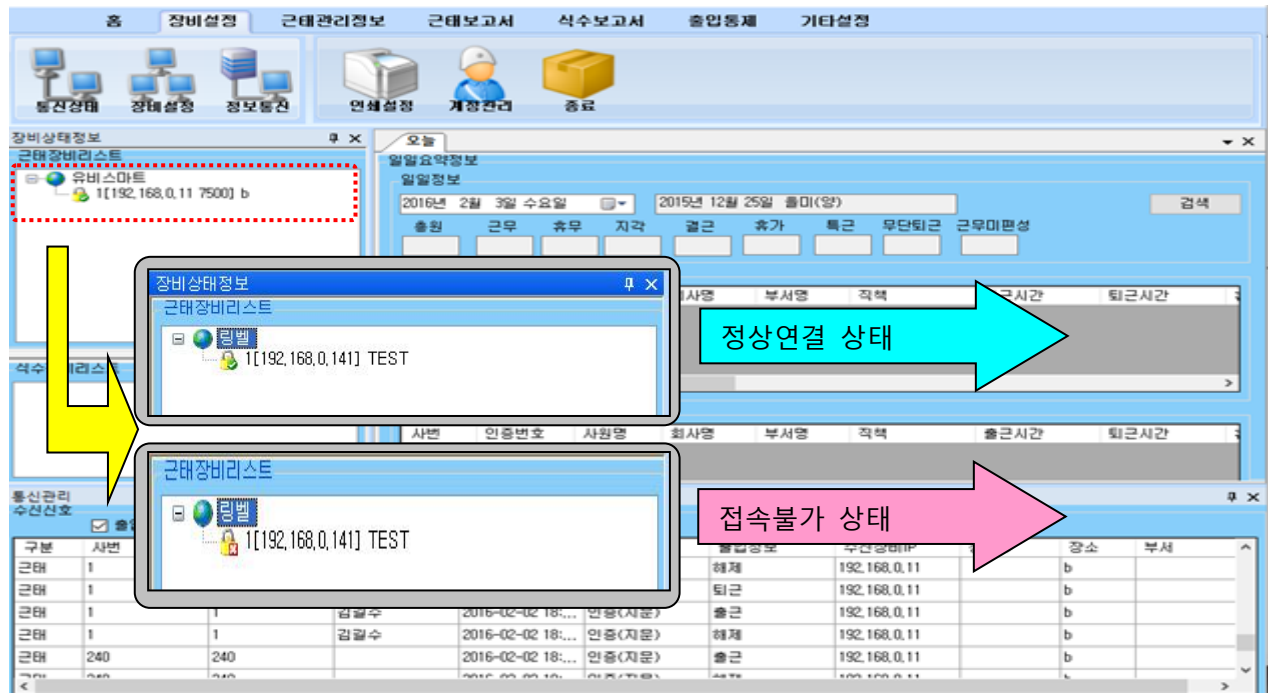 홈 장비설정 근태관리정보 근태보고서 식수보고서 출입통제 기타설정
통신상태 장비설정 정보통신 인쇄설정 계정관리 종료
장비상태정보
근태장비리스트
유비스마트
1[192,168,0,11 7500] b
오늘
일일요약정보
일일정보
2016년 2월 3일 수요일 2015년 12월 25일 을미(양) 검색
총원 근무 휴무 지각 결근 휴가 특근 무단퇴근 근무미편성
장비상태정보
근태장비리스트
링벨
1[192,168,0,141] TEST
사명 부서명 직책 근시간 퇴근시간
정상연결 상태
식수
사번 인증번호 사원명 회사명 부서명 직책 출근시간 퇴근시간
근태장비리스트
링벨
1[192,168,0,141] TEST
접속불가 상태
통신관리
수신신호
구분 사번 출입정보 수신장비IP 장소 부서
근태 1 해제 192,168,0,11 b
근태 1 퇴근 192,168,0,11 b
근태 1 1 김길수 2016-02-02 18:... 인증(지문) 출근 192,168,0,11 b
근태 1 1 김길수 2016-02-02 18:... 인증(지문) 해제 192,168,0,11 b
근태 240 240 2016-02-02 18:... 인증(지문) 출근 192,168,0,11 b